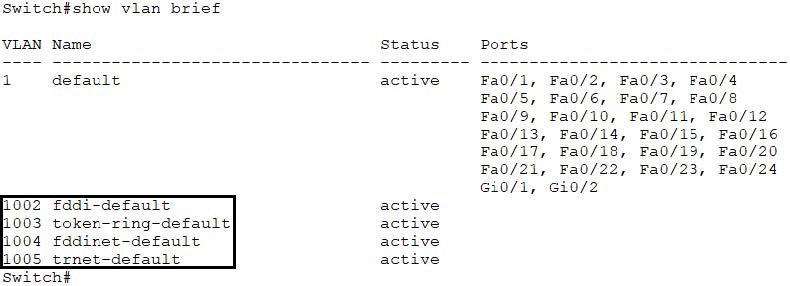 Switch#show vlan brief
VLAN Name Status Ports
---- -------------------------------- --------- -------------------------------
1 default active Fa0/1, Fa0/2, Fa0/3, Fa0/4
Fa0/5, Fa0/6, Fa0/7, Fa0/8
Fa0/9, Fa0/10, Fa0/11, Fa0/12
Fa0/13, Fa0/14, Fa0/15, Fa0/16
Fa0/17, Fa0/18, Fa0/19, Fa0/20
Fa0/21, Fa0/22, Fa0/23, Fa0/24
Gi0/1, Gi0/2
1002 fddi-default active
1003 token-ring-default active
1004 fddinet-default active
1005 trnet-default active
Switch#